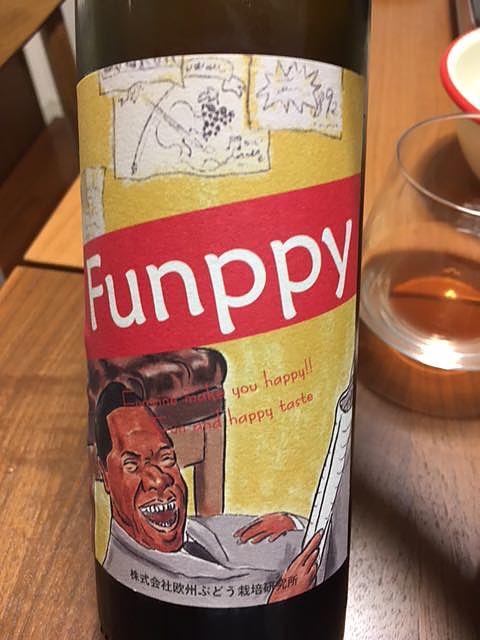 Funppy
make you happy!!
and happy taste
株式会社欧州ぶどう栽培研究所